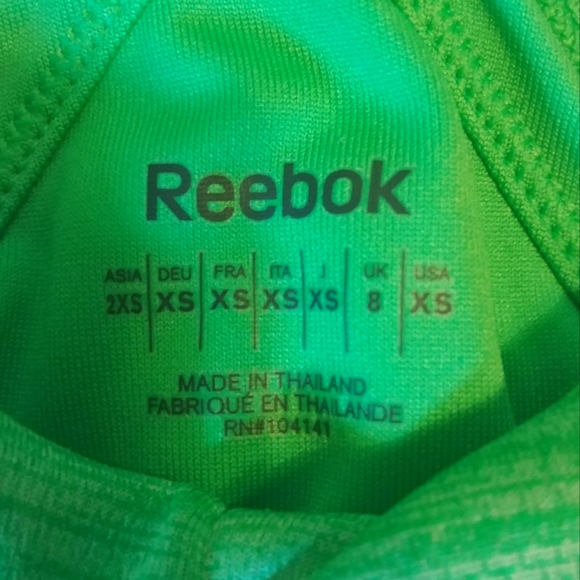 Reebok
ASIA DEU FRA ITA J UK USA
2XS XS XS XS XS 8 XS
MADE IN THAILAND
FABRIQUÉ EN THAILANDE
RN#104141